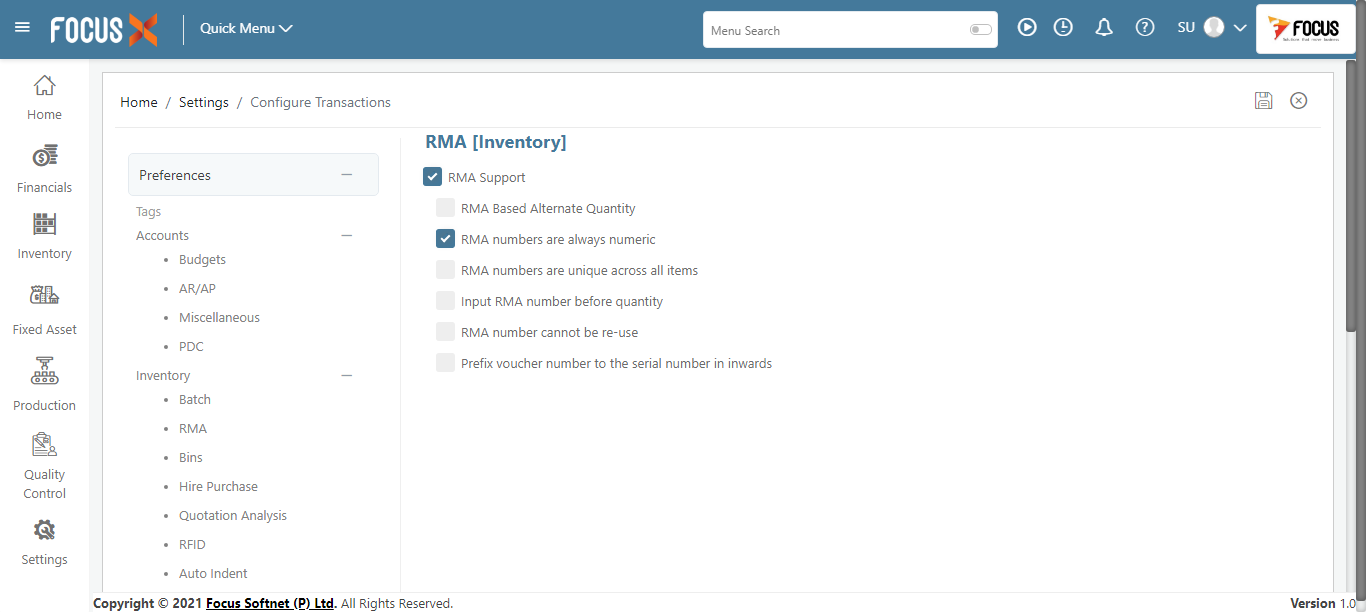 FOCUS X
Quick Menu
Menu Search
SU
FOCUS
Home
Financials
Inventory
Fixed Asset
Production
Quality
Control
Settings
Home / Settings / Configure Transactions
Preferences
Tags
Accounts
• Budgets
• AR/AP
• Miscellaneous
• PDC
Inventory
• Batch
• RMA
• Bins
• Hire Purchase
• Quotation Analysis
• RFID
• Auto Indent
RMA [Inventory]
RMA Support
RMA Based Alternate Quantity
RMA numbers are always numeric
RMA numbers are unique across all items
Input RMA number before quantity
RMA number cannot be re-use
Prefix voucher number to the serial number in inwards
Copyright © 2021 Focus Softnet (P) Ltd. All Rights Reserved.
Version 1.0